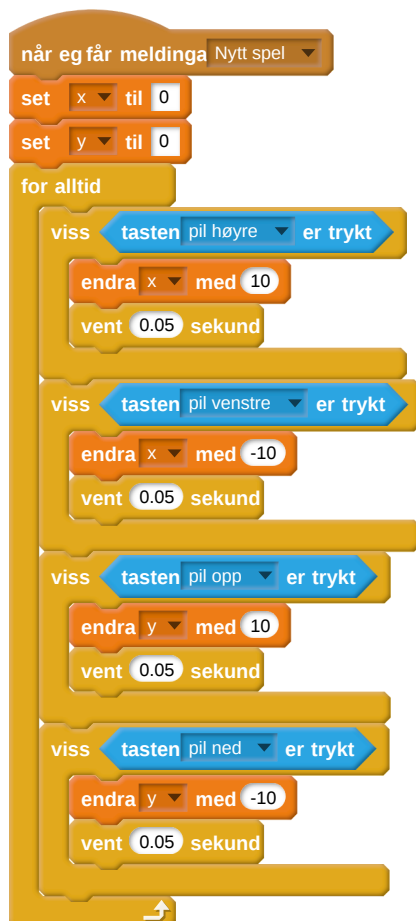 når eg får meldinga Nytt spel
set x til 0
set y til 0
for alltid
viss tasten pil høyre er trykt
endra x med 10
vent 0.05 sekund
viss tasten pil venstre er trykt
endra x med -10
vent 0.05 sekund
viss tasten pil opp er trykt
endra y med 10
vent 0.05 sekund
viss tasten pil ned er trykt
endra y med -10
vent 0.05 sekund